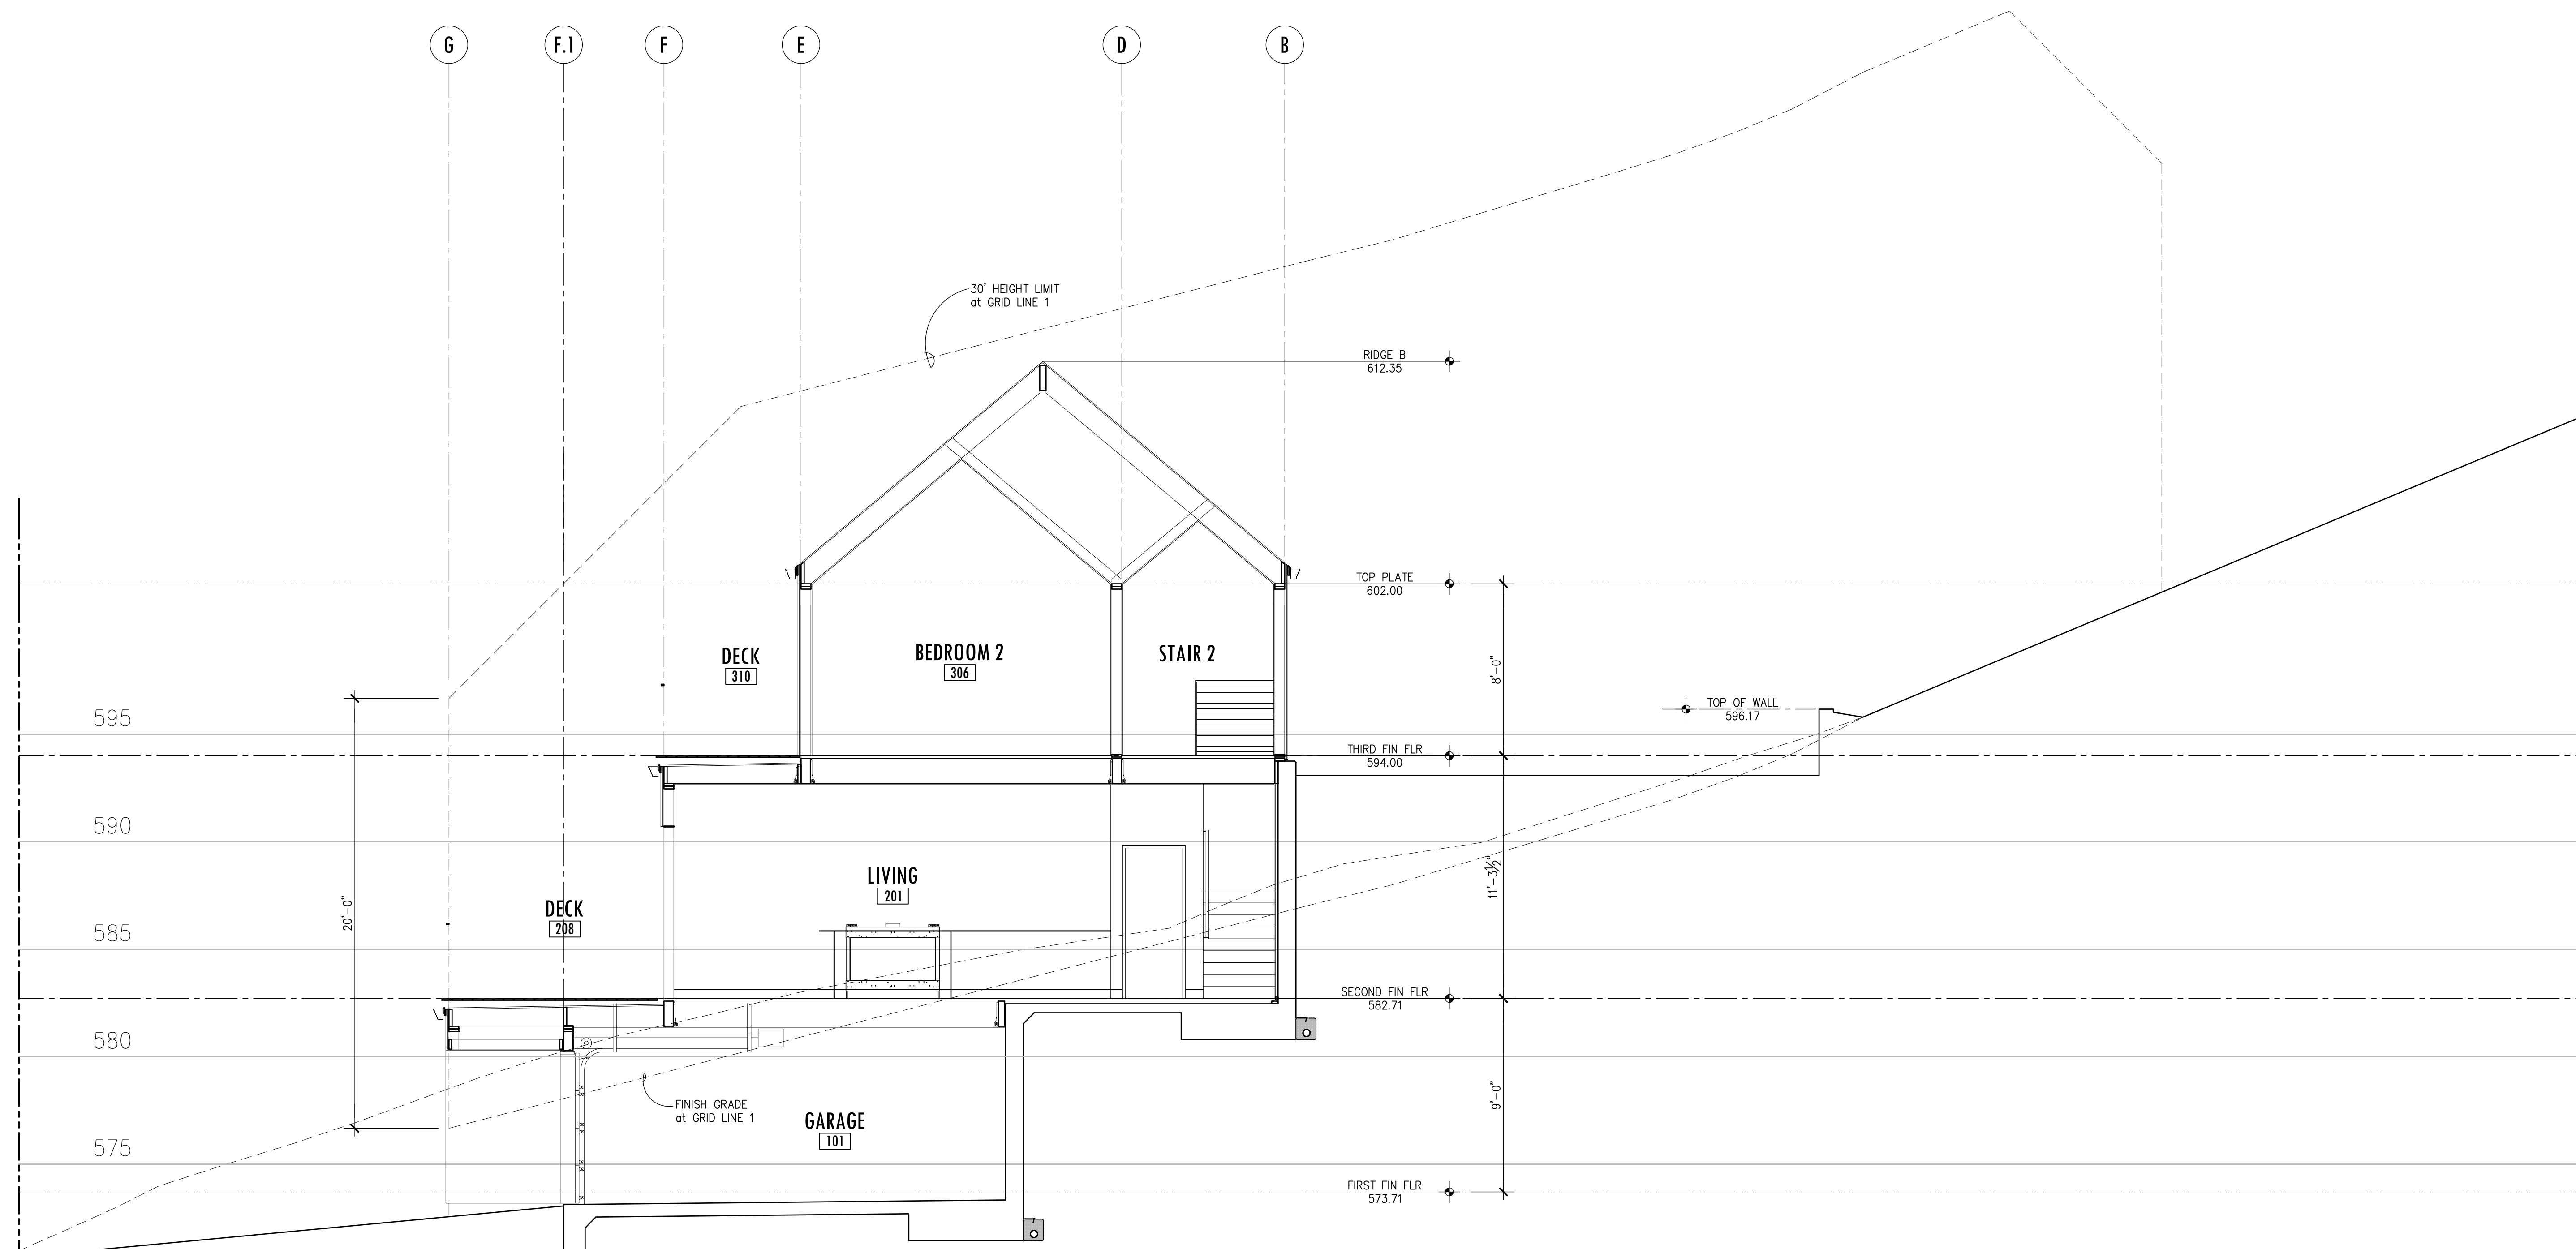 G
F.1
F
E
D
B
30' HEIGHT LIMIT
at GRID LINE 1
RIDGE B
612.35
TOP PLATE
602.00
DECK
310
BEDROOM 2
306
STAIR 2
8'-0"
595
TOP OF WALL
596.17
THIRD FIN FLR
594.00
590
LIVING
201
11'-3½"
20'-0"
DECK
208
585
SECOND FIN FLR
582.71
580
FINISH GRADE
at GRID LINE 1
GARAGE
101
9'-0"
575
FIRST FIN FLR
573.71